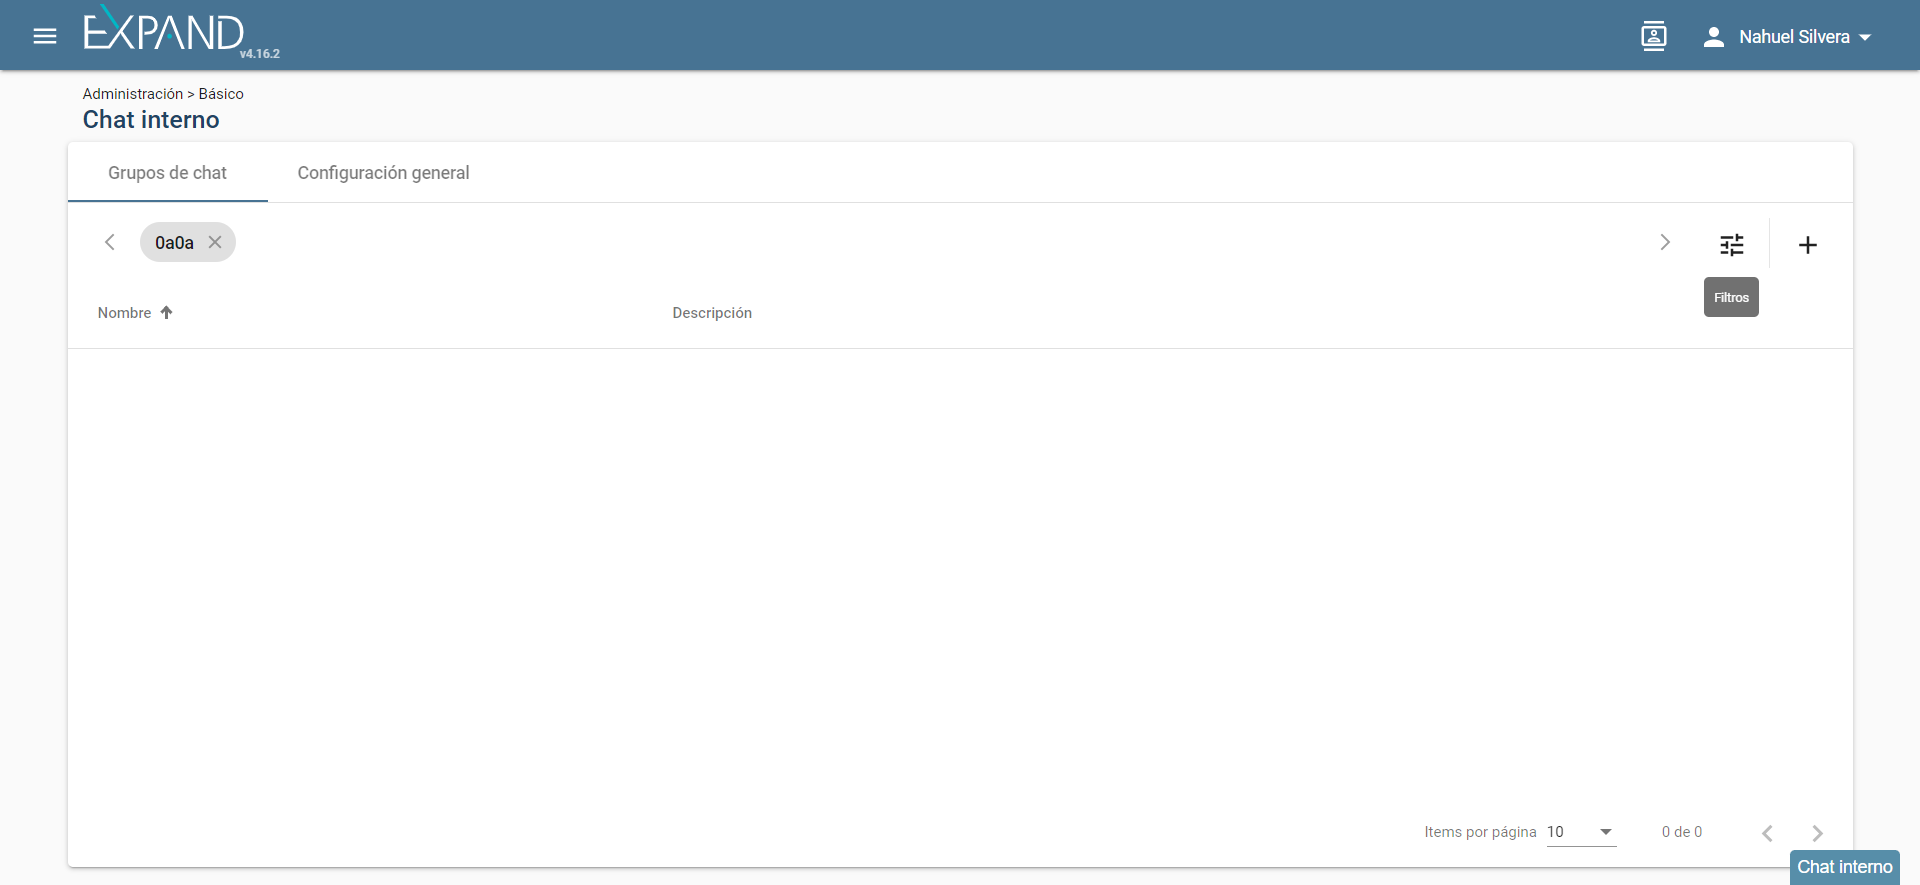 EXPAND
v4.16.2
Nahuel Silvera
Administración > Básico
Chat interno
Grupos de chat
Configuración general
0a0a
Filtros
Nombre
Descripción
Items por página 10
0 de 0
Chat interno